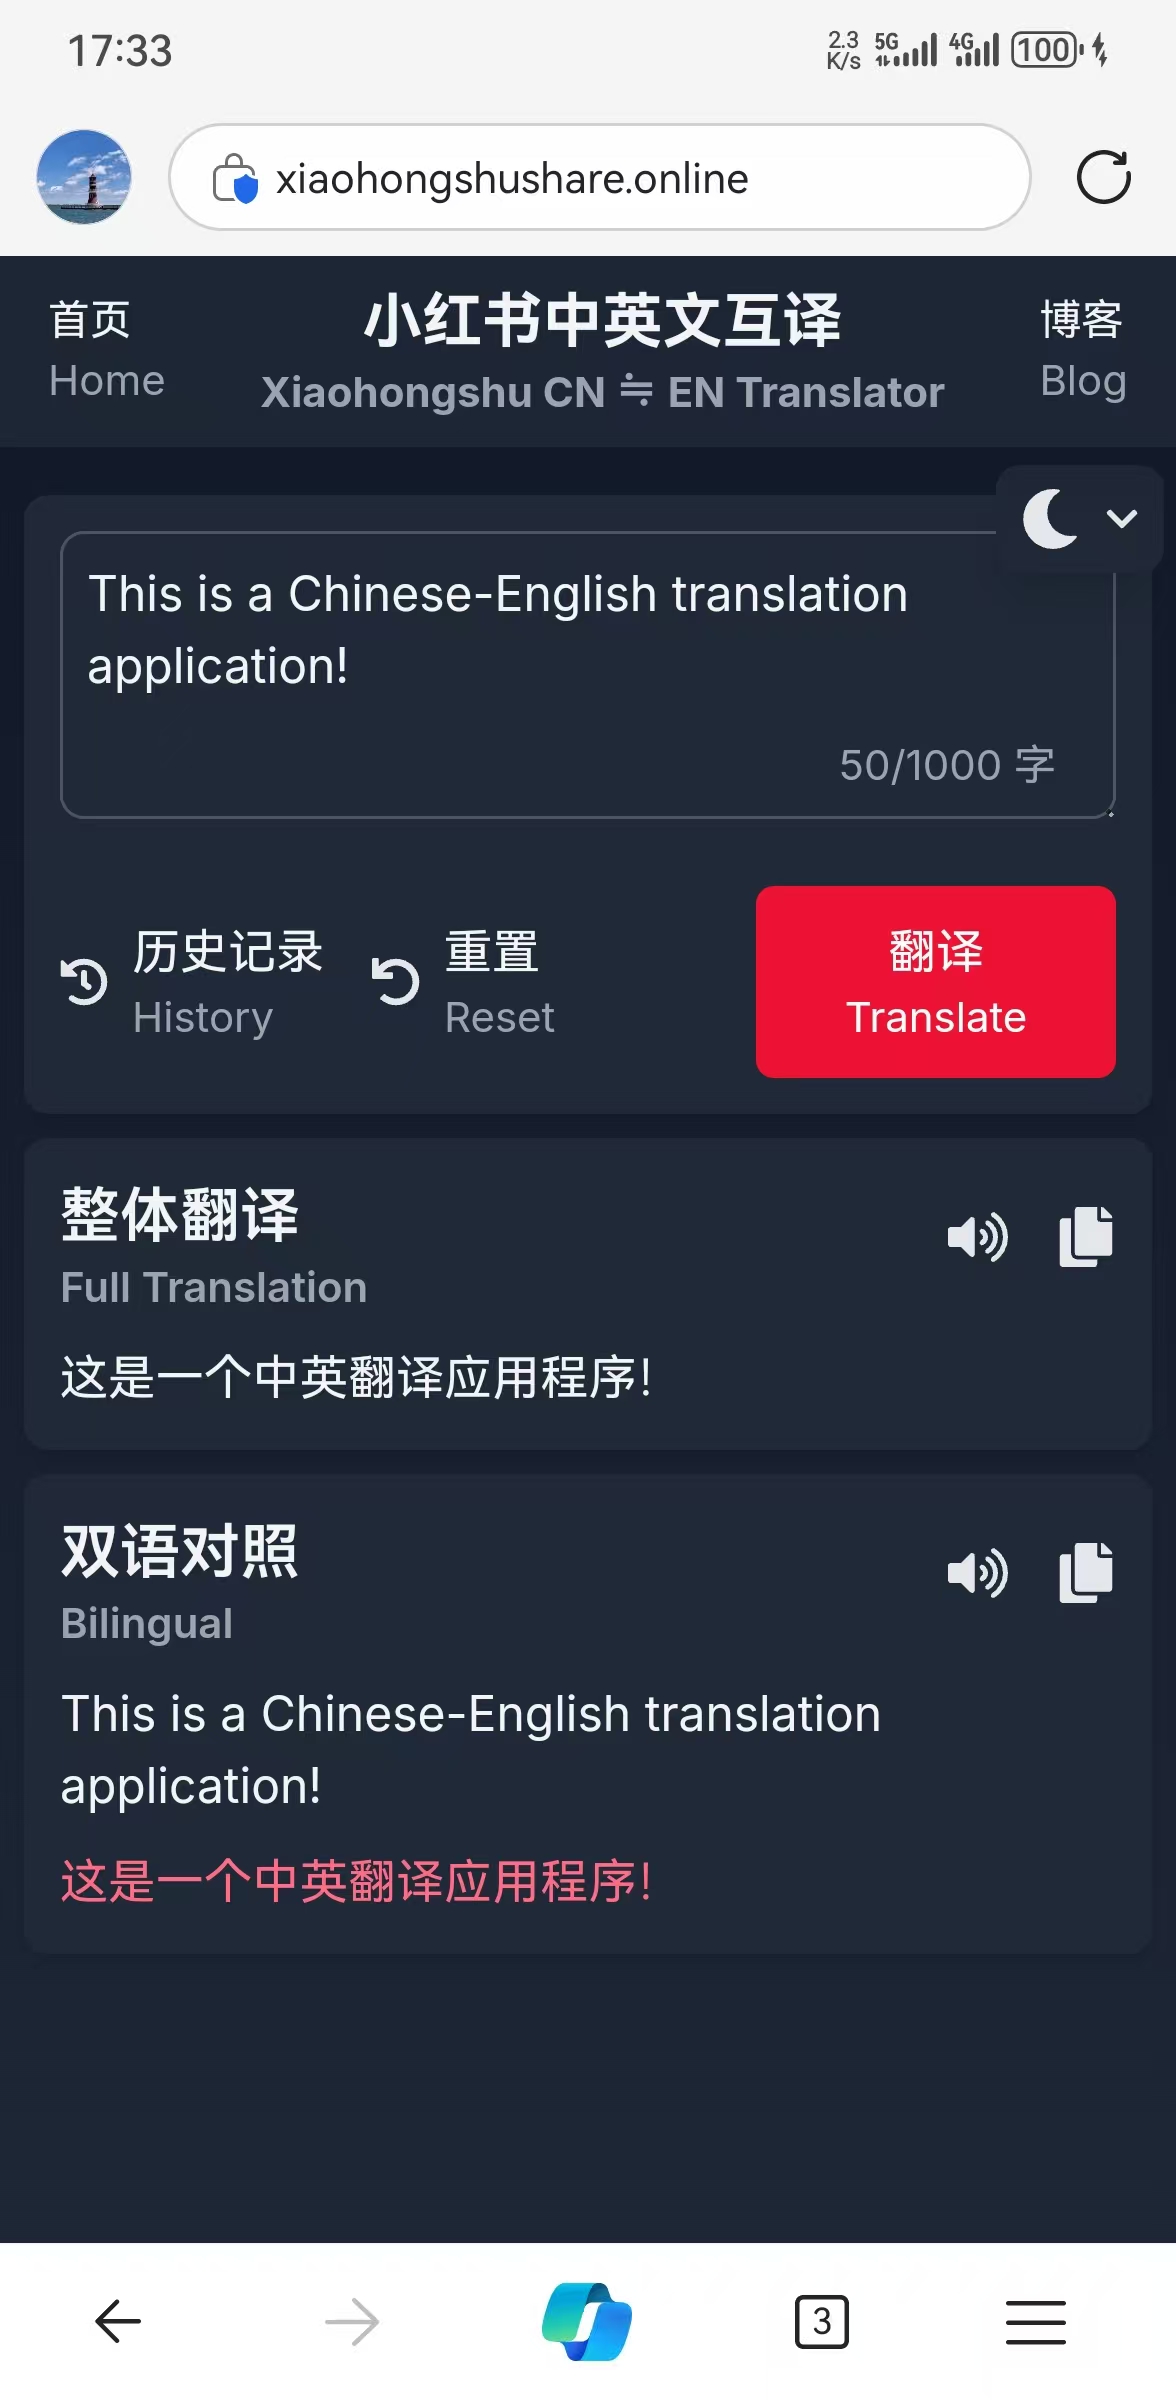 17:33
2.3 K/s 5G 4G 100
xiaohongshushare.online
首页
Home
小红书中英文互译
Xiaohongshu CN ≒ EN Translator
博客
Blog
This is a Chinese-English translation
application!
50/1000 字
历史记录
History
重置
Reset
翻译
Translate
整体翻译
Full Translation
这是一个中英翻译应用程序!
双语对照
Bilingual
This is a Chinese-English translation
application!
这是一个中英翻译应用程序!
3